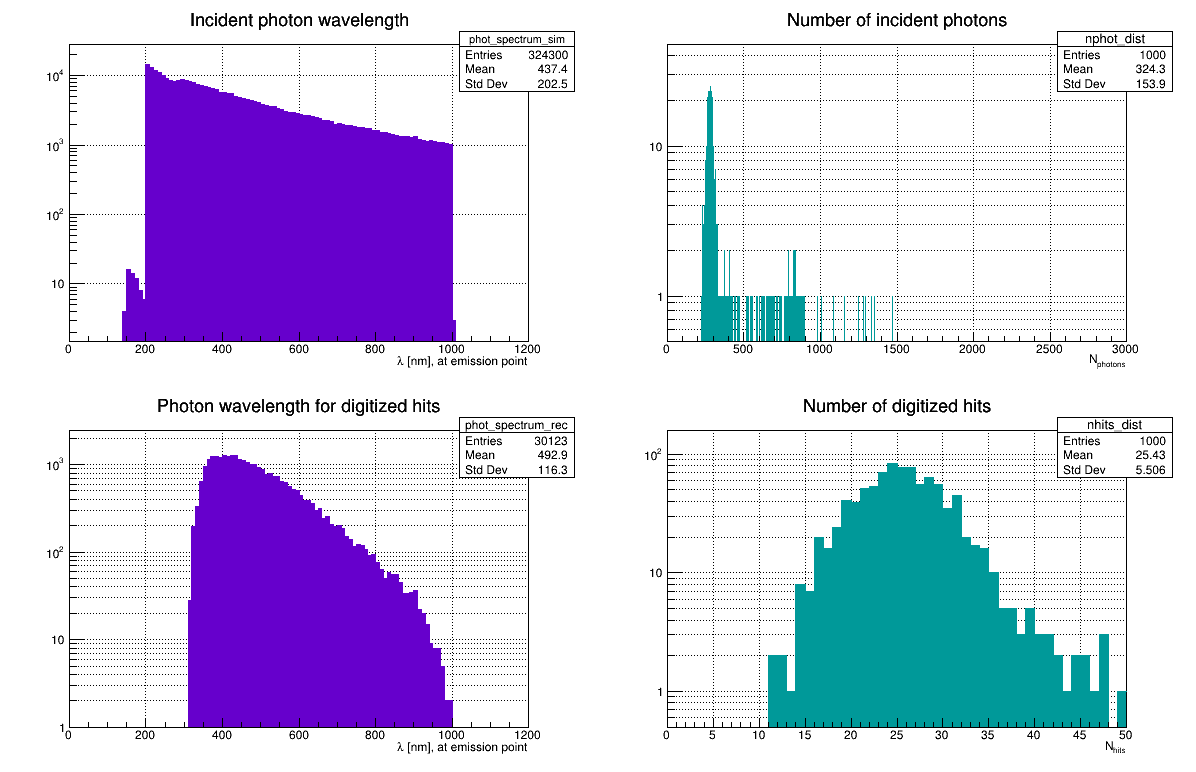 Incident photon wavelength
phot_spectrum_sim
Entries 324300
Mean 437.4
Std Dev 202.5
10^4
10^3
10^2
10
0 200 400 600 800 1000 1200
λ [nm], at emission point
Number of incident photons
nphot_dist
Entries 1000
Mean 324.3
Std Dev 153.9
10
1
0 500 1000 1500 2000 2500 3000
N_photons
Photon wavelength for digitized hits
phot_spectrum_rec
Entries 30123
Mean 492.9
Std Dev 116.3
10^3
10^2
10
1
0 200 400 600 800 1000 1200
λ [nm], at emission point
Number of digitized hits
nhits_dist
Entries 1000
Mean 25.43
Std Dev 5.506
10^2
10
1
0 5 10 15 20 25 30 35 40 45 50
N_hits